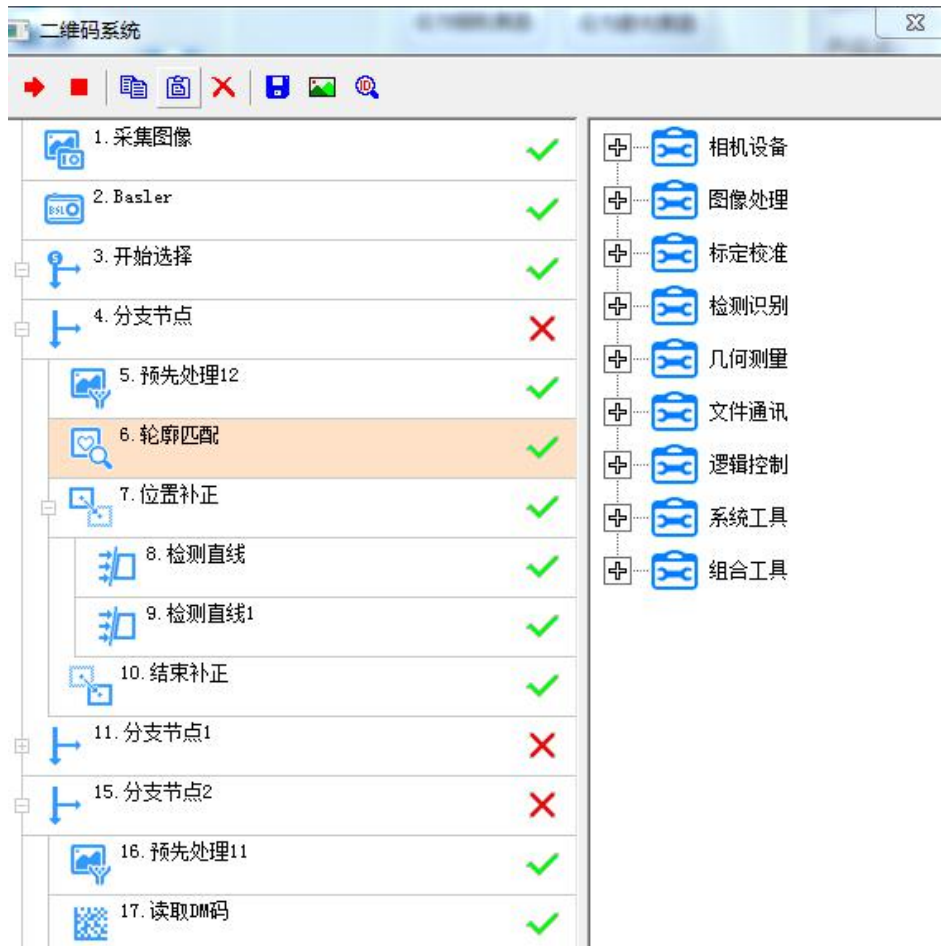 二维码系统
1.采集图像
2.Basler
3.开始选择
4.分支节点
5.预先处理12
6.轮廓匹配
7.位置补正
8.检测直线
9.检测直线1
10.结束补正
11.分支节点1
15.分支节点2
16.预先处理11
17.读取DM码
相机设备
图像处理
标定校准
检测识别
几何测量
文件通讯
逻辑控制
系统工具
组合工具